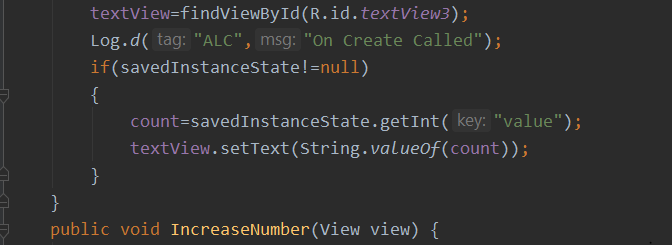 textView=findViewById(R.id.textView3);
Log.d( tag: "ALC", msg: "On Create Called");
if(savedInstanceState!=null)
{
count=savedInstanceState.getInt( key: "value");
textView.setText(String.valueOf(count));
}
}
public void IncreaseNumber(View view) {